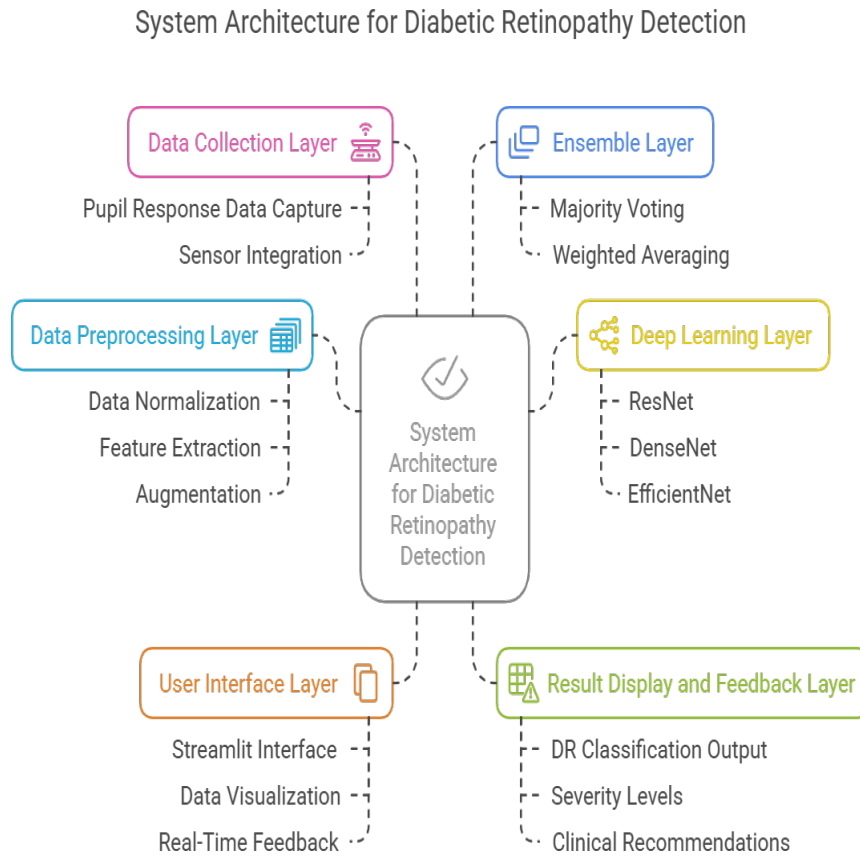 System Architecture for Diabetic Retinopathy Detection
Data Collection Layer
Pupil Response Data Capture
Sensor Integration
Ensemble Layer
Majority Voting
Weighted Averaging
Data Preprocessing Layer
Data Normalization
Feature Extraction
Augmentation
Deep Learning Layer
ResNet
DenseNet
EfficientNet
System
Architecture
for Diabetic
Retinopathy
Detection
User Interface Layer
Streamlit Interface
Data Visualization
Real-Time Feedback
Result Display and Feedback Layer
DR Classification Output
Severity Levels
Clinical Recommendations